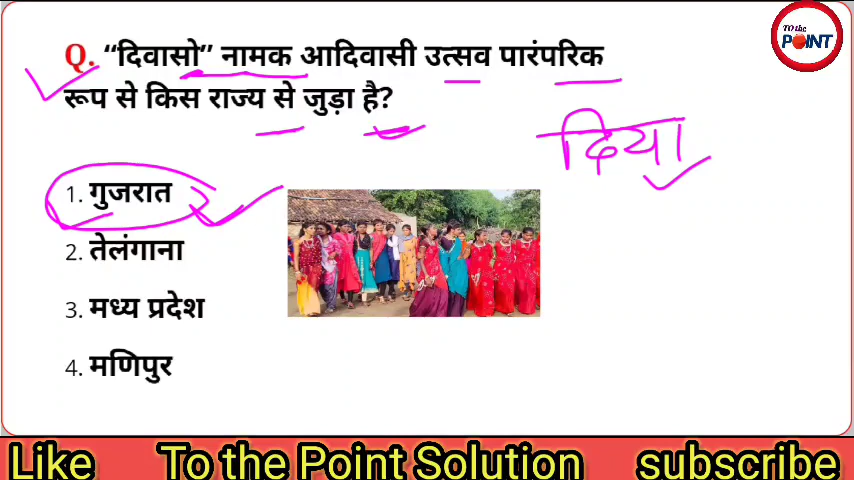 TO the
POINT
Q. “दिवासो” नामक आदिवासी उत्सव पारंपरिक
रूप से किस राज्य से जुड़ा है?
दिया
1. गुजरात
2. तेलंगाना
3. मध्य प्रदेश
4. मणिपुर
Like To the Point Solution subscribe